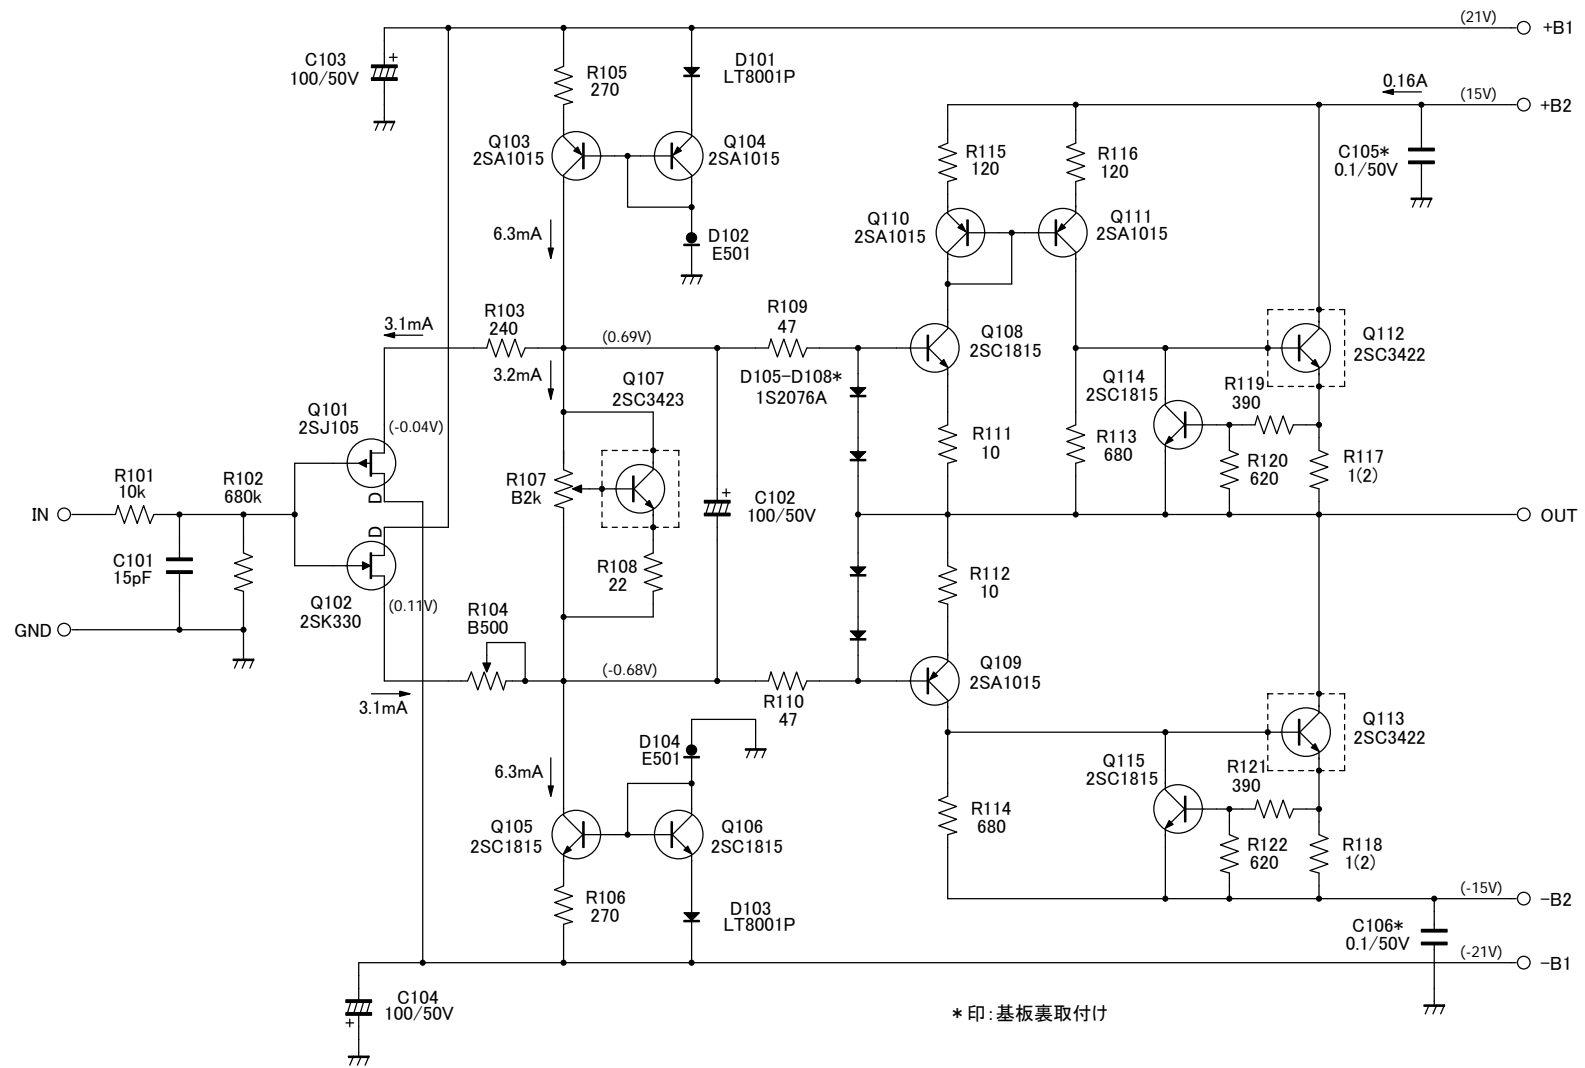 (21V)
+B1
C103
100/50V
+
R105
270
D101
LT8001P
0.16A
(15V)
+B2
Q103
2SA1015
Q104
2SA1015
R115
120
R116
120
C105*
0.1/50V
6.3mA
D102
E501
Q110
2SA1015
Q111
2SA1015
3.1mA
R103
240
(0.69V)
R109
47
Q108
2SC1815
Q112
2SC3422
3.2mA
Q107
2SC3423
D105-D108*
1S2076A
Q114
2SC1815
R119
390
Q101
2SJ105
(-0.04V)
R111
10
R113
680
R120
620
R117
1(2)
R101
10k
R102
680k
R107
B2k
+
C102
100/50V
IN
D
OUT
D
C101
15pF
R108
22
R112
10
Q102
2SK330
(0.11V)
R104
B500
GND
(-0.68V)
Q109
2SA1015
3.1mA
R110
47
D104
E501
Q113
2SC3422
6.3mA
Q115
2SC1815
R121
390
Q105
2SC1815
Q106
2SC1815
R114
680
R122
620
R118
1(2)
R106
270
D103
LT8001P
(-15V)
-B2
C106*
0.1/50V
(-21V)
-B1
C104
100/50V
+
*印:基板裏取付け